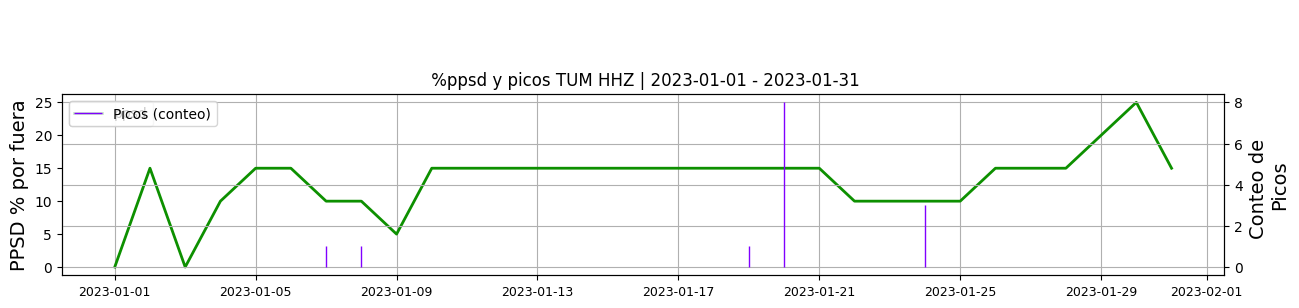 %ppsd y picos TUM HHZ | 2023-01-01 - 2023-01-31
PPSD % por fuera
25
20
15
10
5
0
Picos (conteo)
8
6
4
2
0
Conteo de
Picos
2023-01-01 2023-01-05 2023-01-09 2023-01-13 2023-01-17 2023-01-21 2023-01-25 2023-01-29 2023-02-01